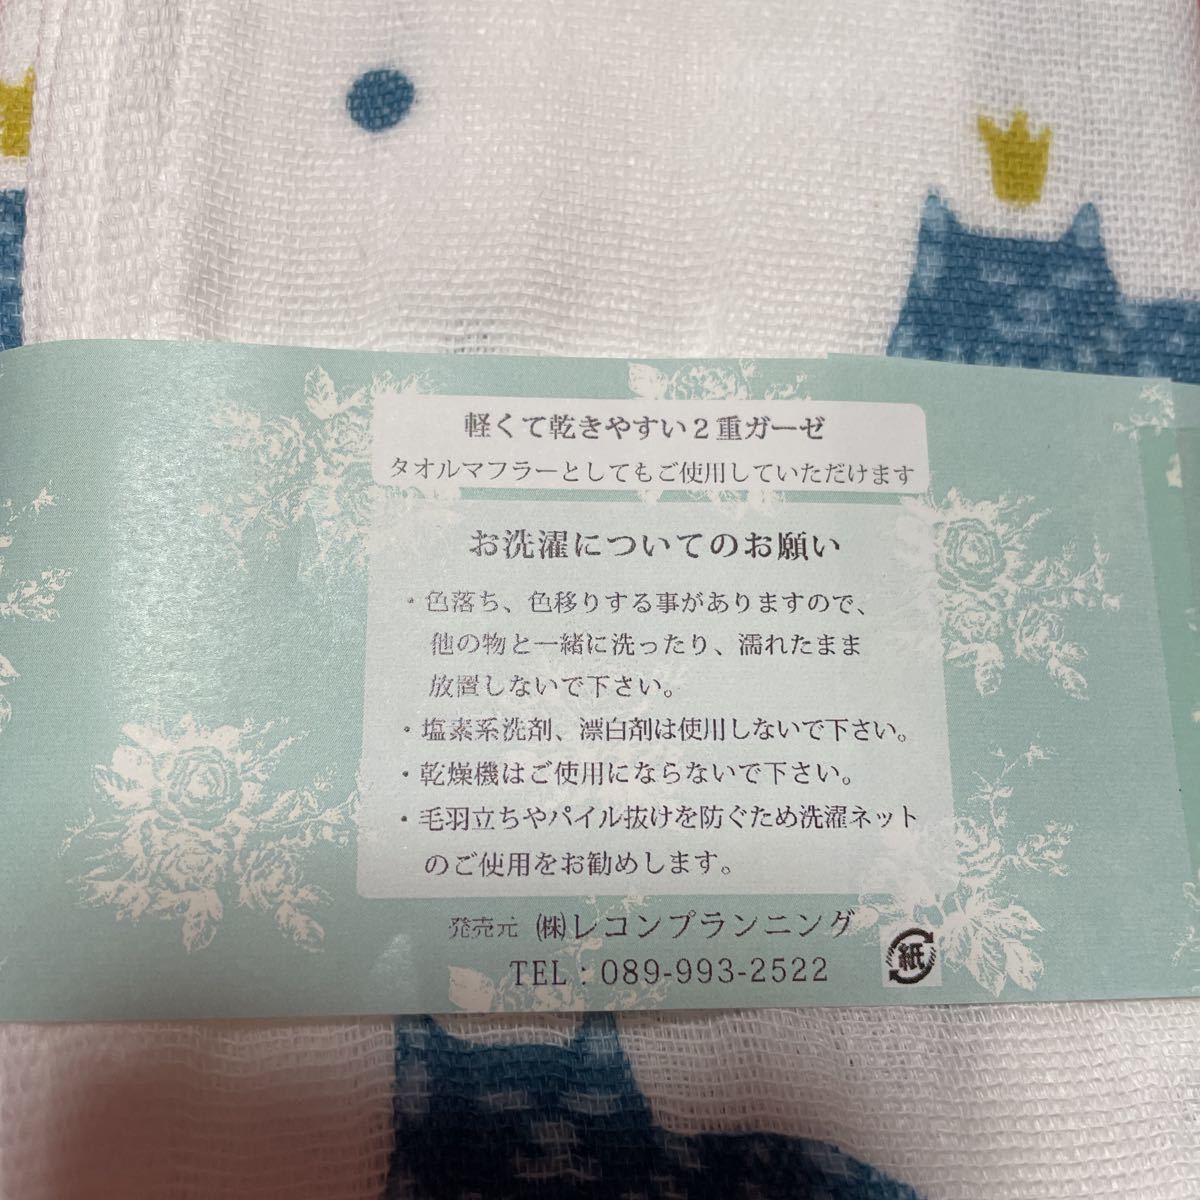 軽くて乾きやすい2重ガーゼ
タオルマフラーとしてもご使用していただけます
お洗濯についてのお願い
・色落ち、色移りする事がありますので、
他の物と一緒に洗ったり、濡れたまま
放置しないで下さい。
・塩素系洗剤、漂白剤は使用しないで下さい。
・乾燥機はご使用にならないで下さい。
・毛羽立ちやパイル抜けを防ぐため洗濯ネット
のご使用をお勧めします。
発売元 ㈱レコンプランニング
TEL：089-993-2522
紙